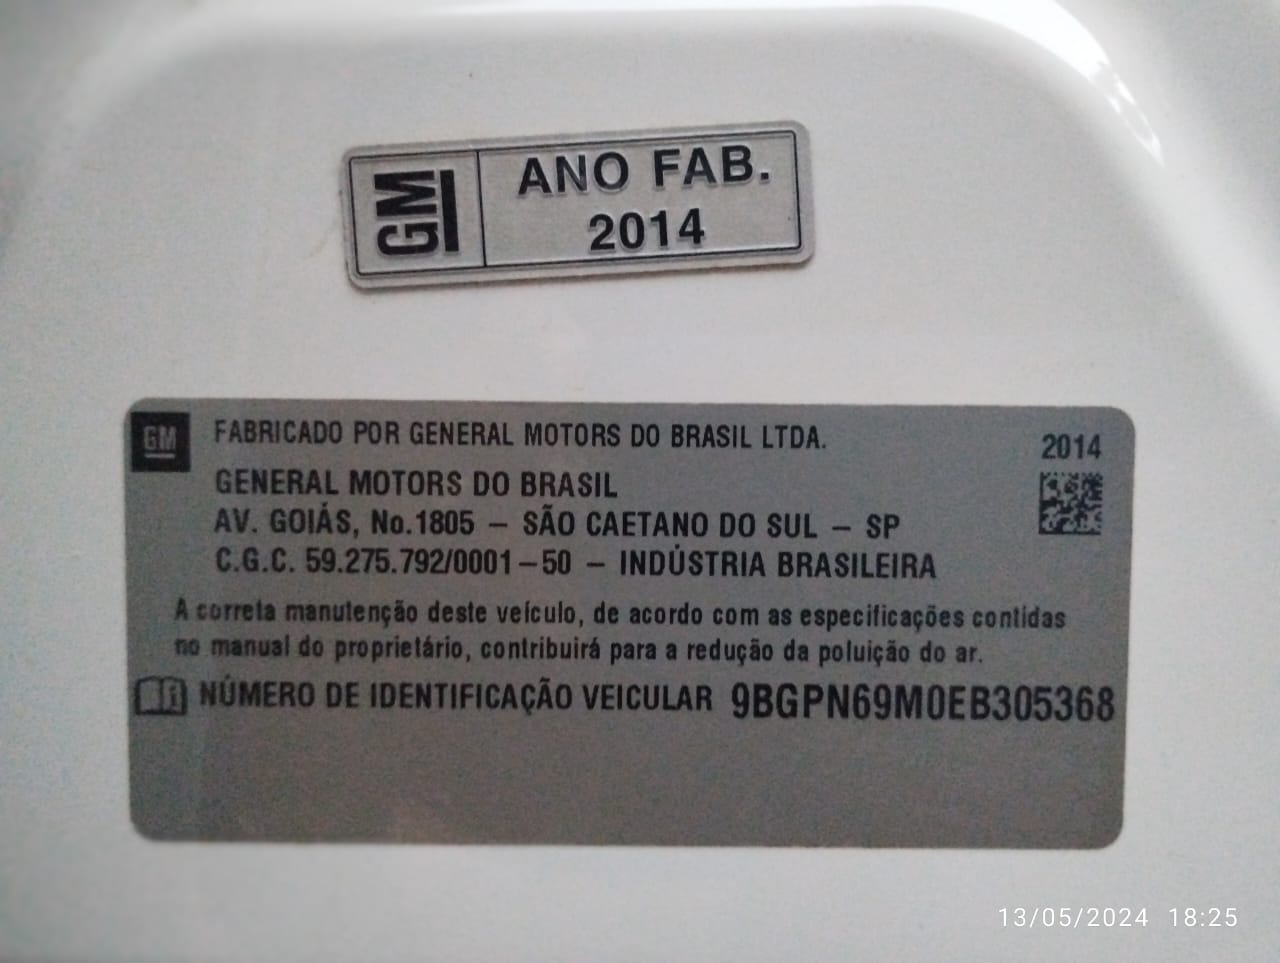 GM
ANO FAB.
2014
GM
FABRICADO POR GENERAL MOTORS DO BRASIL LTDA.
2014
GENERAL MOTORS DO BRASIL
AV. GOIÁS, No.1805 – SÃO CAETANO DO SUL – SP
C.G.C. 59.275.792/0001–50 – INDÚSTRIA BRASILEIRA
A correta manutenção deste veículo, de acordo com as especificações contidas
no manual do proprietário, contribuirá para a redução da poluição do ar.
NÚMERO DE IDENTIFICAÇÃO VEICULAR 9BGPN69M0EB305368
13/05/2024 18:25